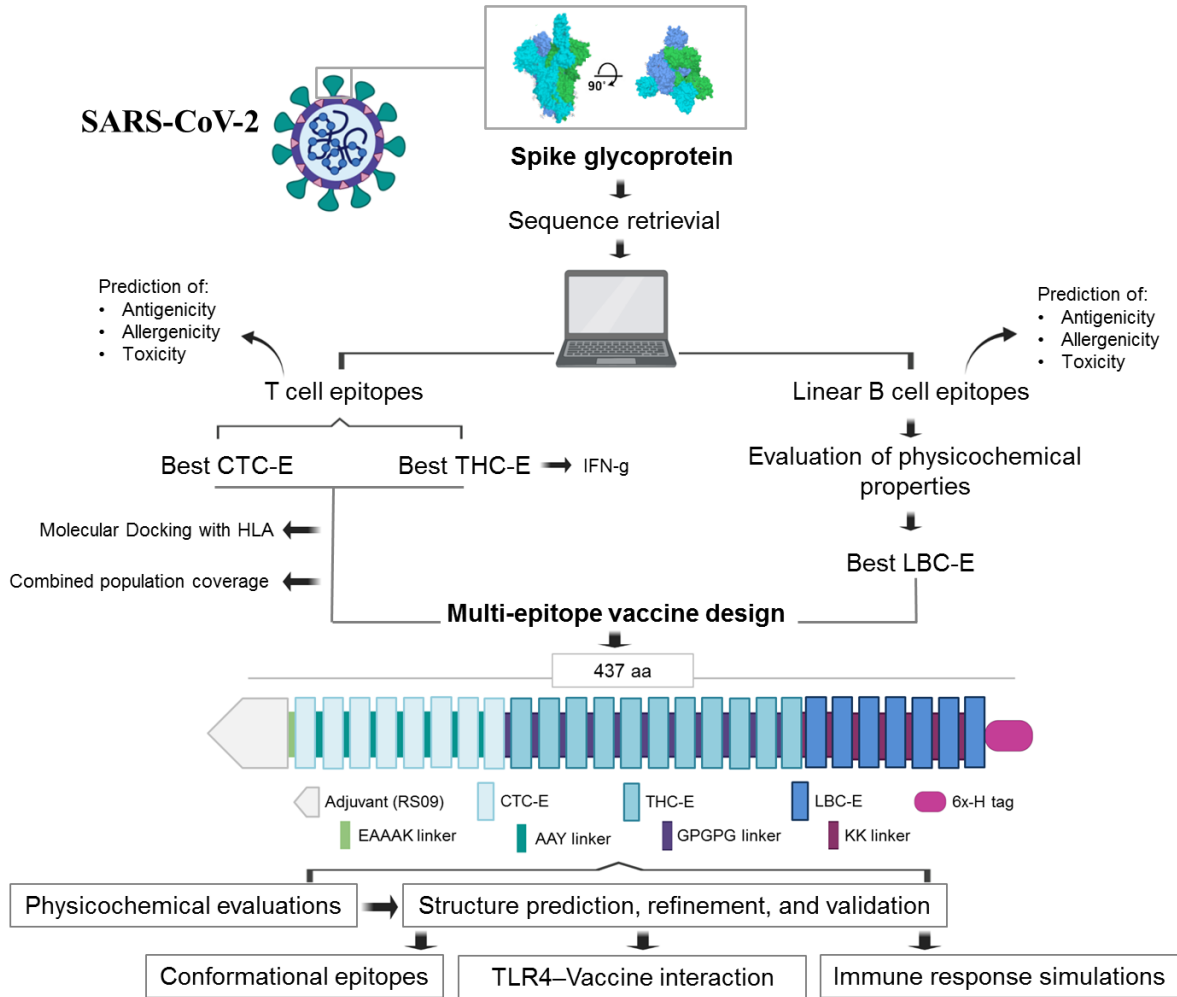 SARS-CoV-2
90°
Spike glycoprotein
Sequence retrievial
Prediction of:
• Antigenicity
• Allergenicity
• Toxicity
Prediction of:
• Antigenicity
• Allergenicity
• Toxicity
T cell epitopes
Linear B cell epitopes
Best CTC-E
Best THC-E
IFN-g
Evaluation of physicochemical
properties
Molecular Docking with HLA
Combined population coverage
Best LBC-E
Multi-epitope vaccine design
437 aa
Adjuvant (RS09)
CTC-E
THC-E
LBC-E
6x-H tag
EAAAK linker
AAY linker
GPGPG linker
KK linker
Physicochemical evaluations
Structure prediction, refinement, and validation
Conformational epitopes
TLR4–Vaccine interaction
Immune response simulations